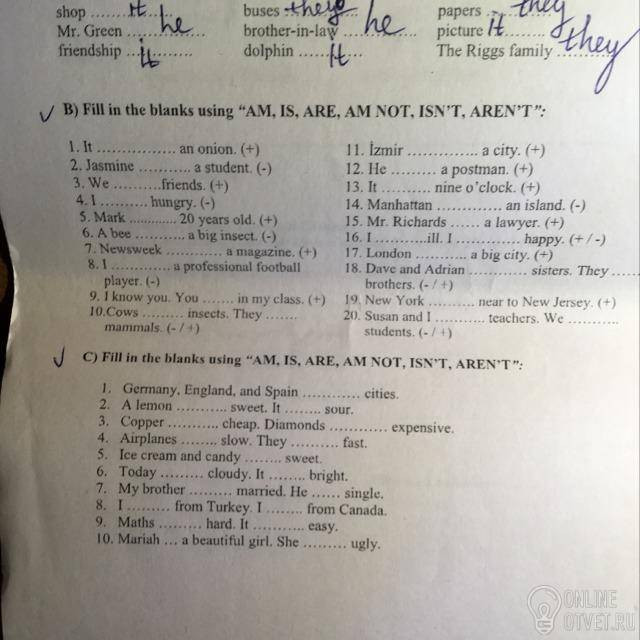 shop ........it........ buses ...they... papers ...they
Mr. Green ...he...... brother-in-law ...he.... picture it........
friendship ...it......... dolphin ....It.... The Riggs family ......they
✓ B) Fill in the blanks using “AM, IS, ARE, AM NOT, ISN’T, AREN’T”:
1. It .............. an onion. (+)
2. Jasmine .......... a student. (-)
3. We ..........friends. (+)
4. I .......... hungry. (-)
5. Mark ............. 20 years old. (+)
6. A bee .......... a big insect. (-)
7. Newsweek ........... a magazine. (+)
8. I ............ a professional football
player. (-)
9. I know you. You ....... in my class. (+)
10.Cows ......... insects. They .......
mammals. (- / +)
11. İzmir ............. a city. (+)
12. He ......... a postman. (+)
13. It .......... nine o’clock. (+)
14. Manhattan ............ an island. (-)
15. Mr. Richards ...... a lawyer. (+)
16. I ..........ill. I ............. happy. (+ / -)
17. London ........... a big city. (+)
18. Dave and Adrian ............ sisters. They .....
brothers. (- / +)
19. New York .......... near to New Jersey. (+)
20. Susan and I .......... teachers. We ..........
students. (- / +)
✓ C) Fill in the blanks using “AM, IS, ARE, AM NOT, ISN’T, AREN’T”:
1. Germany, England, and Spain ............ cities.
2. A lemon .......... sweet. It ....... sour.
3. Copper .......... cheap. Diamonds ............ expensive.
4. Airplanes ....... slow. They .......... fast.
5. Ice cream and candy ....... sweet.
6. Today ........ cloudy. It ....... bright.
7. My brother ......... married. He ...... single.
8. I ......... from Turkey. I ....... from Canada.
9. Maths ......... hard. It .......... easy.
10. Mariah ... a beautiful girl. She ......... ugly.
ONLINE
OTVET.RU